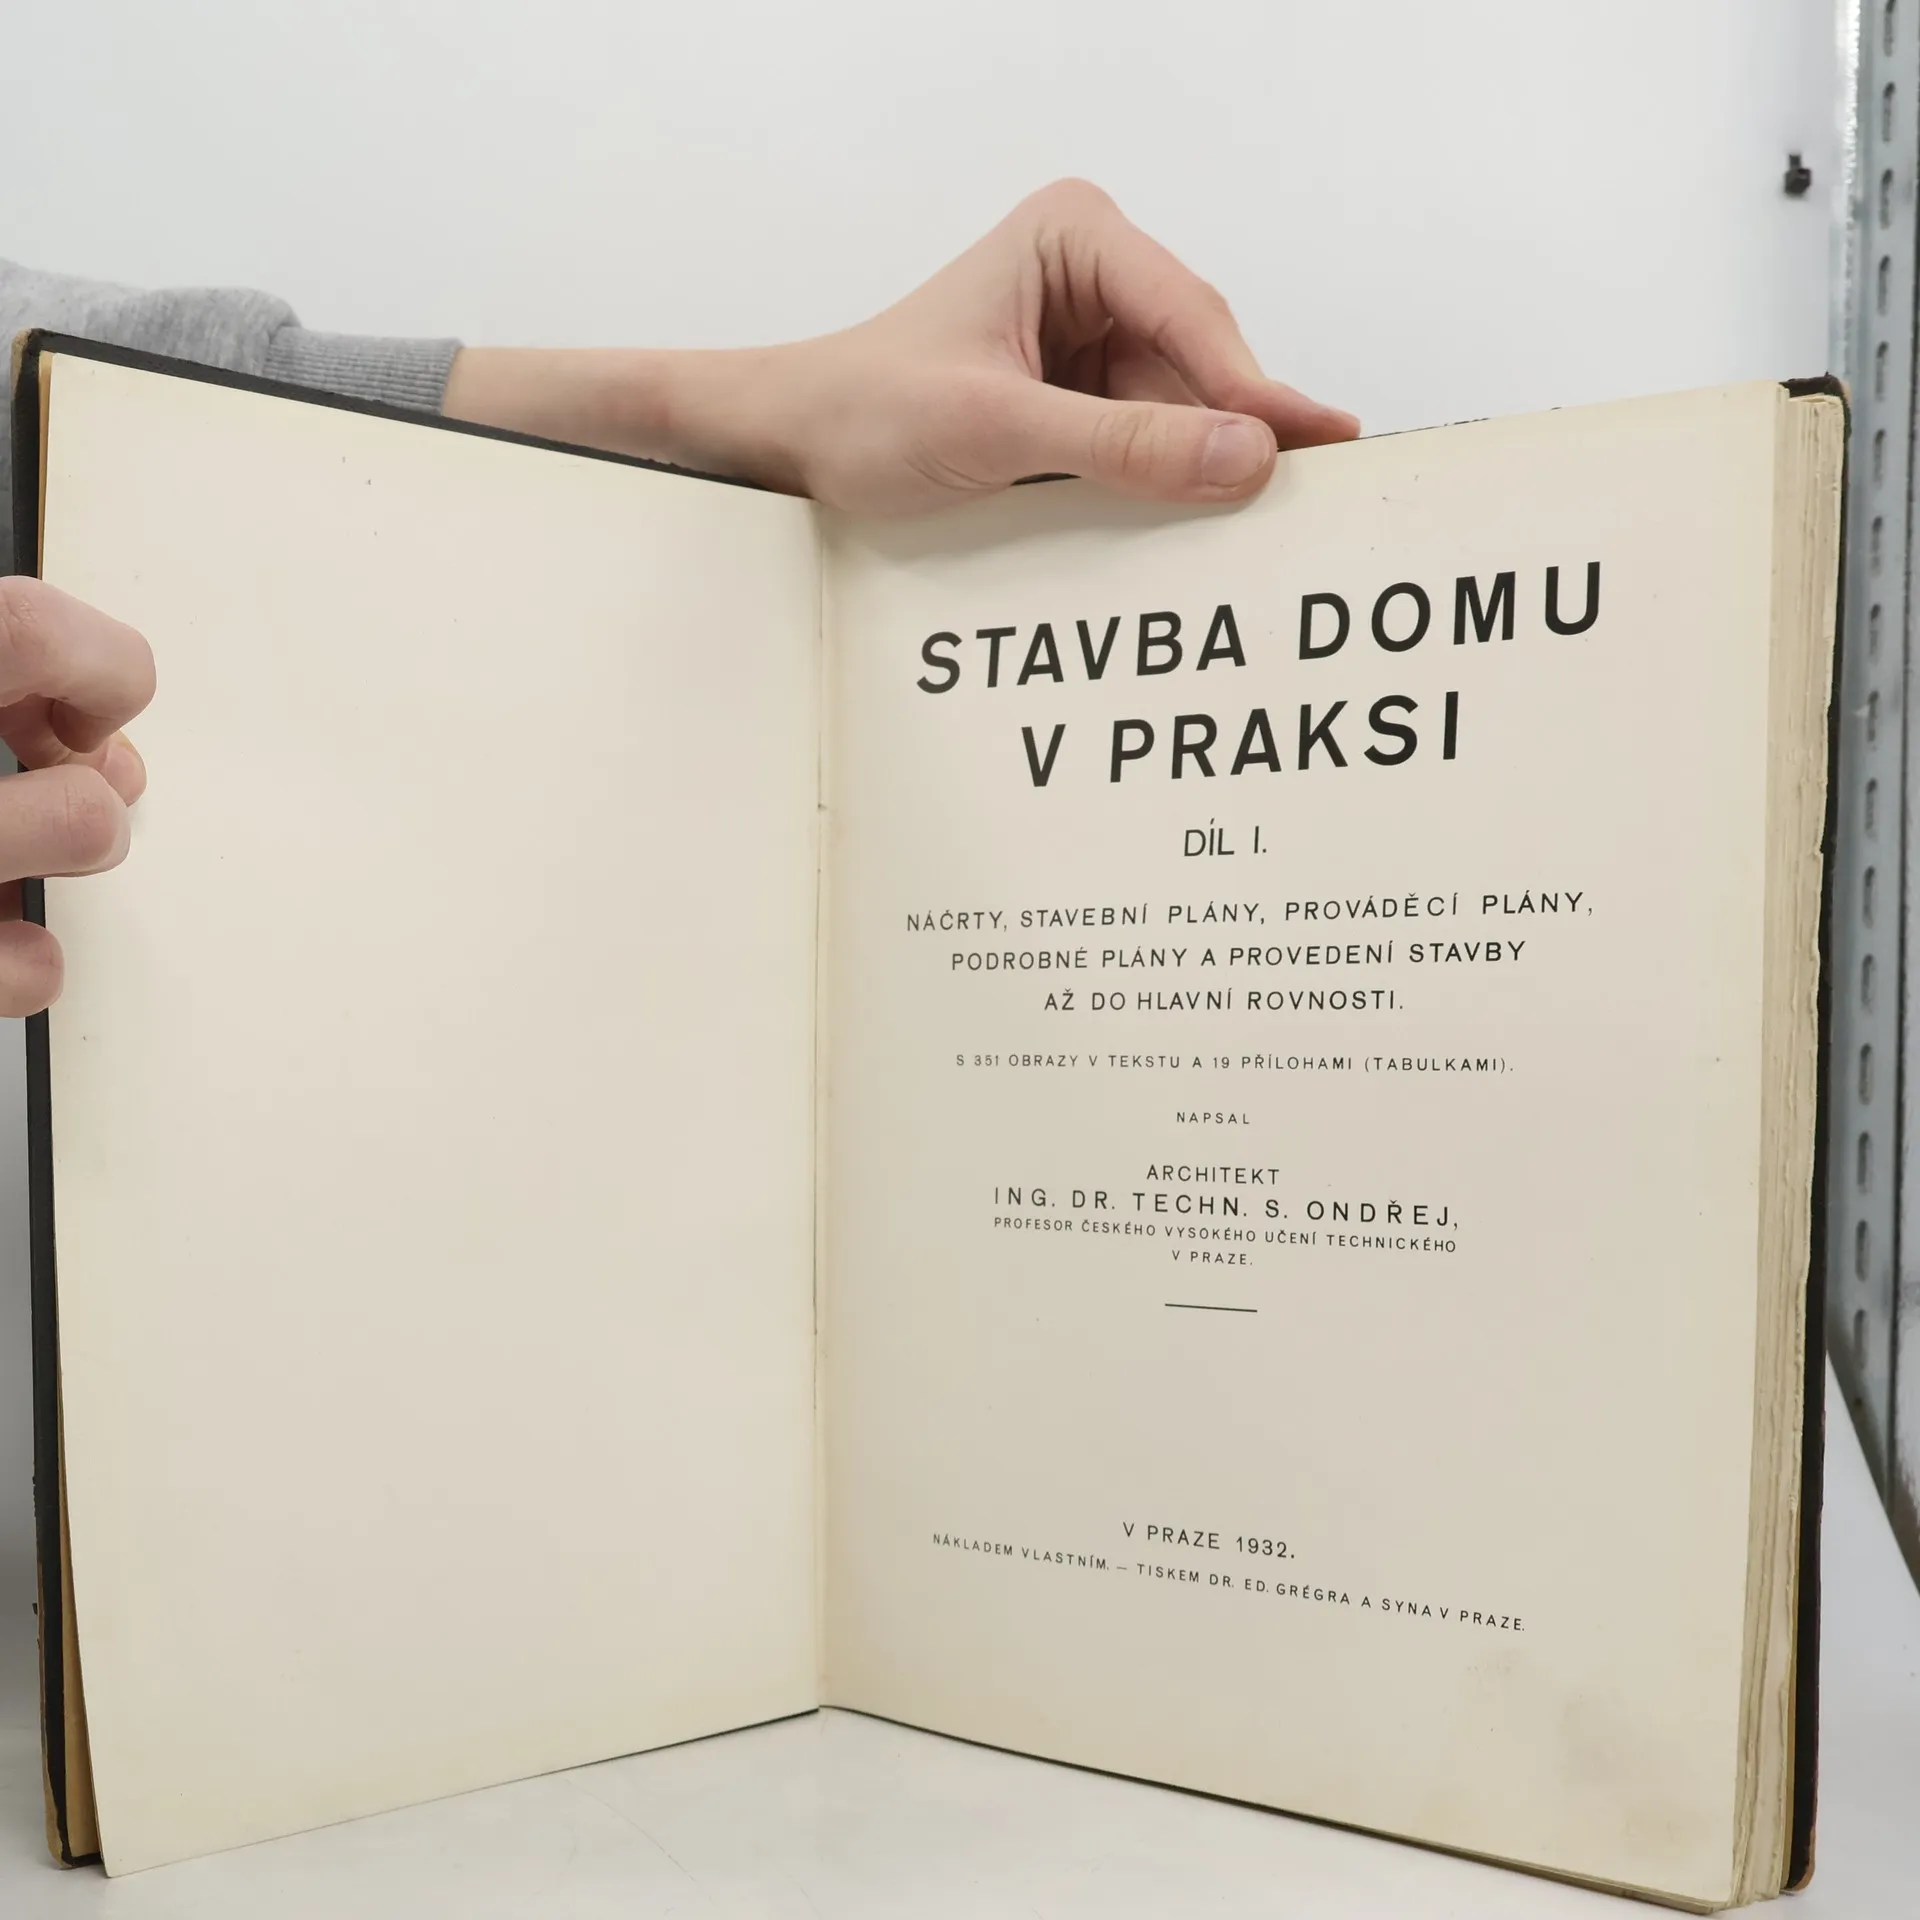 STAVBA DOMU
V PRAKSI
DÍL I.
NÁČRTY, STAVEBNÍ PLÁNY, PROVÁDĚCÍ PLÁNY,
PODROBNÉ PLÁNY A PROVEDENÍ STAVBY
AŽ DO HLAVNÍ ROVNOSTI.
S 351 OBRAZY V TEKSTU A 19 PŘÍLOHAMI (TABULKAMI).
NAPSAL
ARCHITEKT
ING. DR. TECHN. S. ONDŘEJ,
PROFESOR ČESKÉHO VYSOKÉHO UČENÍ TECHNICKÉHO
V PRAZE.
V PRAZE 1932.
NÁKLADEM VLASTNÍM. — TISKEM DR. ED. GRÉGRA A SYNA V PRAZE.